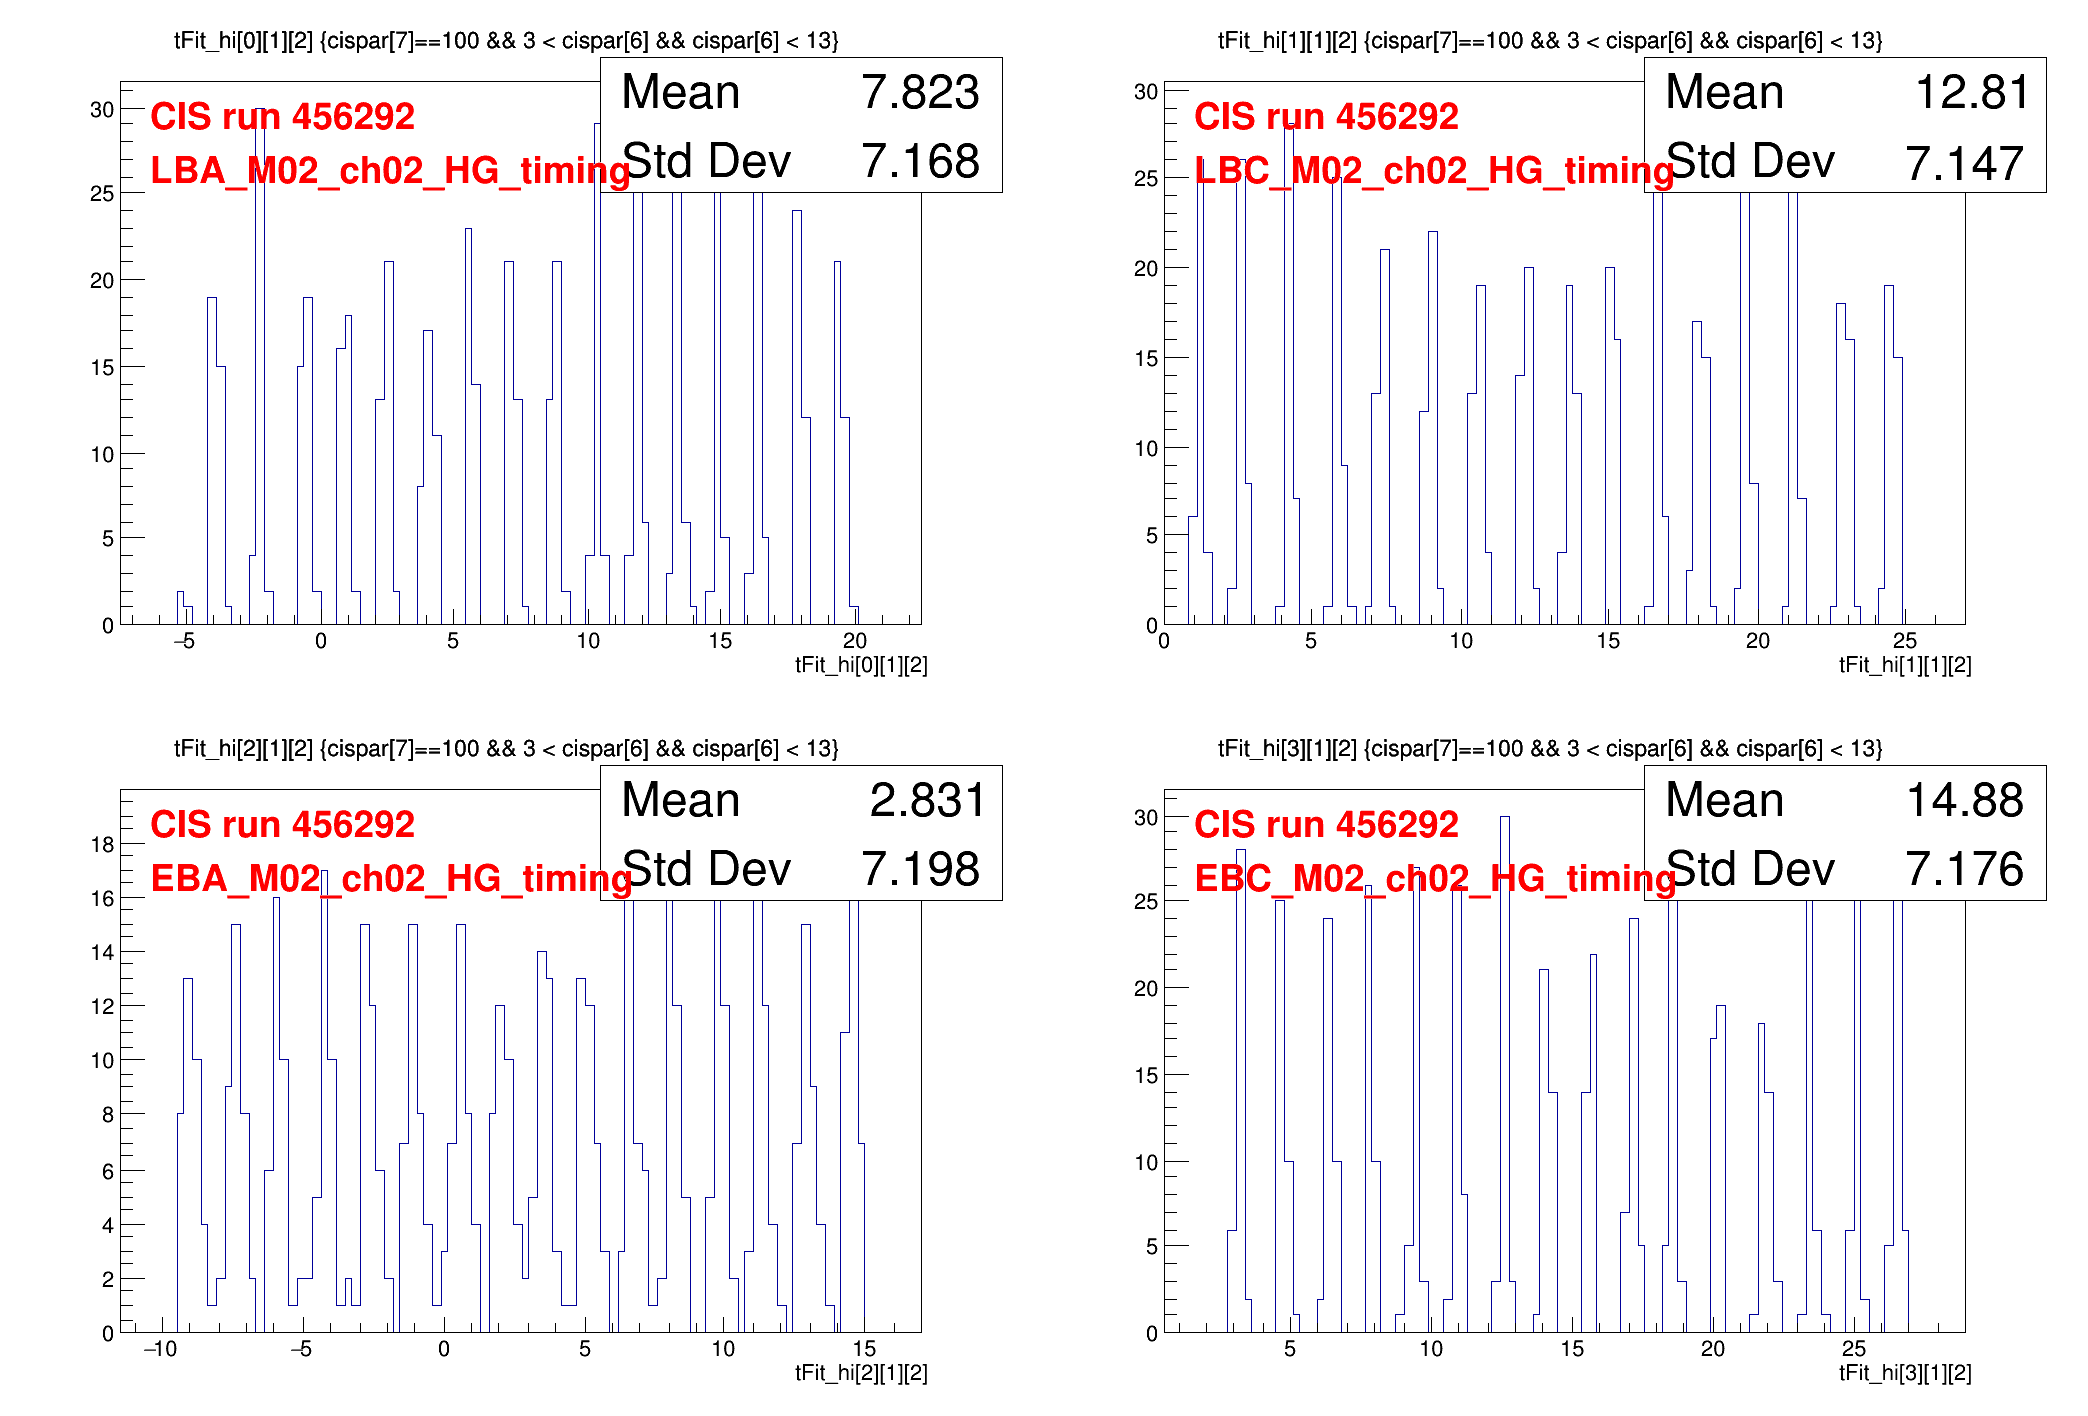 tFit_hi[0][1][2] {cispar[7]==100 && 3 < cispar[6] && cispar[6] < 13}
CIS run 456292
LBA_M02_ch02_HG_timing
Mean 7.823
Std Dev 7.168
30
25
20
15
10
5
0
−5 0 5 10 15 20
tFit_hi[0][1][2]
tFit_hi[1][1][2] {cispar[7]==100 && 3 < cispar[6] && cispar[6] < 13}
CIS run 456292
LBC_M02_ch02_HG_timing
Mean 12.81
Std Dev 7.147
30
25
20
15
10
5
0
0 5 10 15 20 25
tFit_hi[1][1][2]
tFit_hi[2][1][2] {cispar[7]==100 && 3 < cispar[6] && cispar[6] < 13}
CIS run 456292
EBA_M02_ch02_HG_timing
Mean 2.831
Std Dev 7.198
18
16
14
12
10
8
6
4
2
0
−10 −5 0 5 10 15
tFit_hi[2][1][2]
tFit_hi[3][1][2] {cispar[7]==100 && 3 < cispar[6] && cispar[6] < 13}
CIS run 456292
EBC_M02_ch02_HG_timing
Mean 14.88
Std Dev 7.176
30
25
20
15
10
5
0
5 10 15 20 25
tFit_hi[3][1][2]